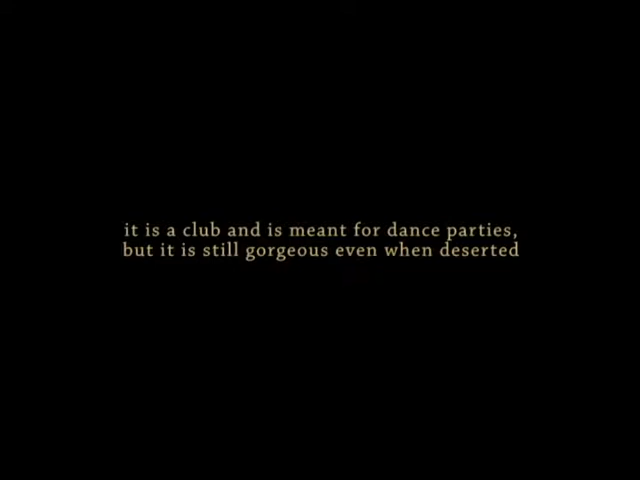 it is a club and is meant for dance parties,
but it is still gorgeous even when deserted